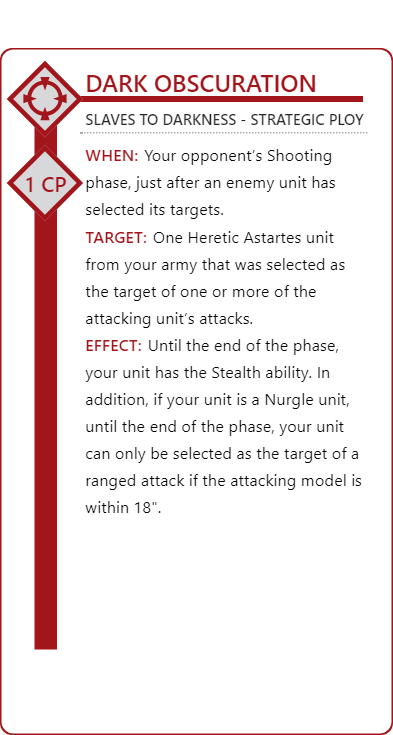 DARK OBSCURATION
SLAVES TO DARKNESS - STRATEGIC PLOY
1 CP
WHEN: Your opponent's Shooting
phase, just after an enemy unit has
selected its targets.
TARGET: One Heretic Astartes unit
from your army that was selected as
the target of one or more of the
attacking unit's attacks.
EFFECT: Until the end of the phase,
your unit has the Stealth ability. In
addition, if your unit is a Nurgle unit,
until the end of the phase, your unit
can only be selected as the target of a
ranged attack if the attacking model is
within 18".